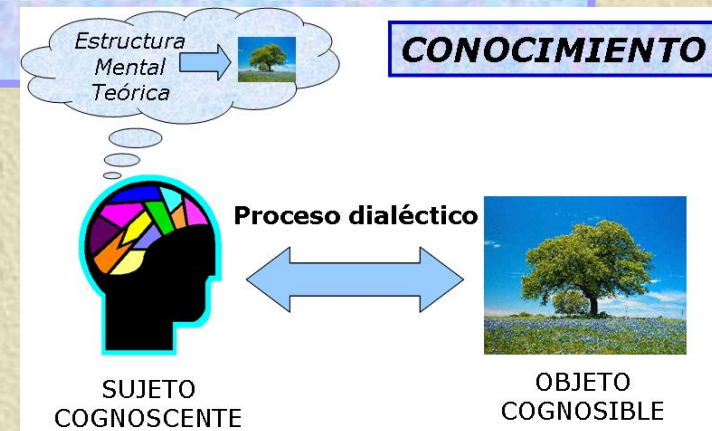 Estructura
Mental
Teórica
CONOCIMIENTO
Proceso dialéctico
SUJETO
COGNOSCENTE
OBJETO
COGNOSIBLE